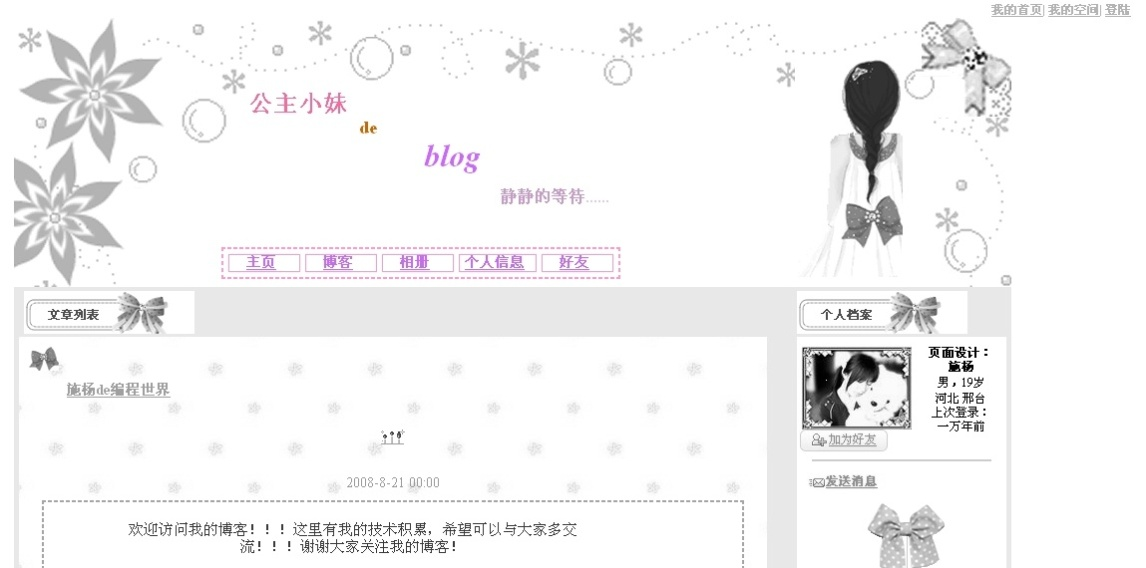 我的首页| 我的空间| 登陆
公主小妹
de
blog
静静的等待......
主页 博客 相册 个人信息 好友
文章列表
施杨de编程世界
2008-8-21 00:00
欢迎访问我的博客！！！这里有我的技术积累，希望可以与大家多交
流！！！谢谢大家关注我的博客！
个人档案
页面设计：
施杨
男，19岁
河北 邢台
上次登录：
一万年前
加为好友
发送消息